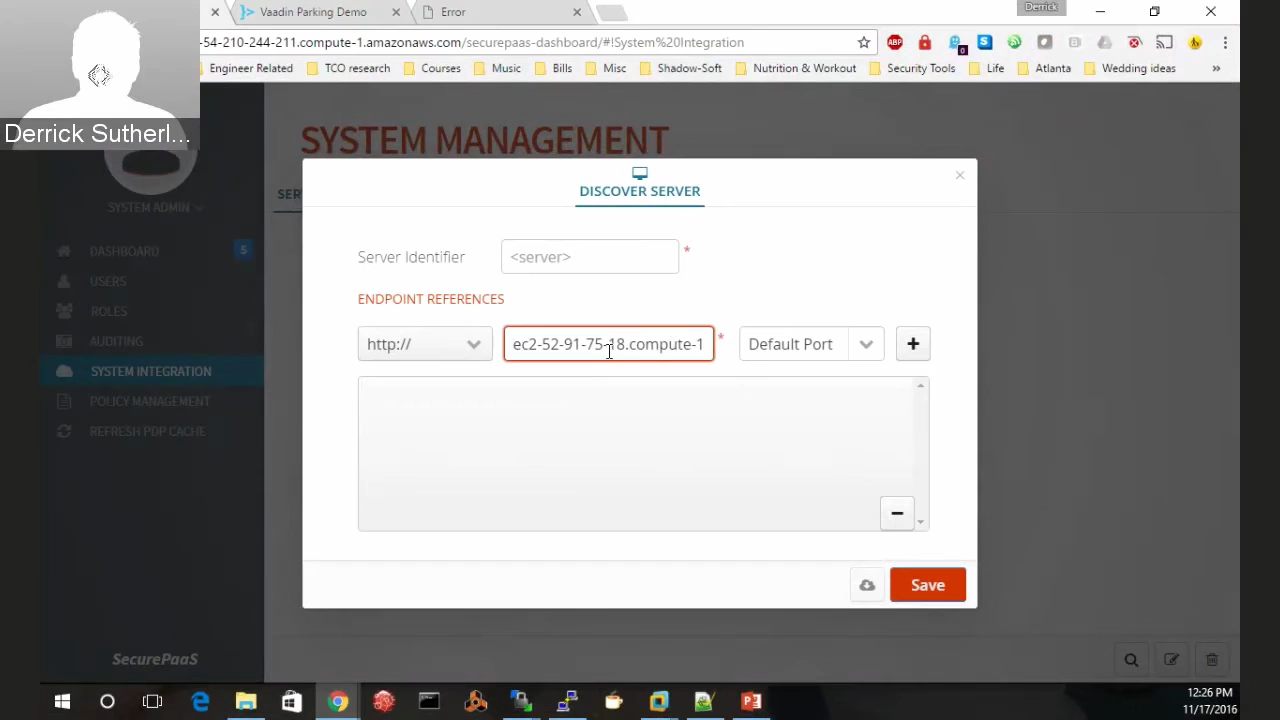 Vaadin Parking Demo
Error
Derrick
-54-210-244-211.compute-1.amazonaws.com/securepaas-dashboard/#!System%20Integration
ABP
0
Engineer Related
TCO research
Courses
Music
Bills
Misc
Shadow-Soft
Nutrition & Workout
Security Tools
Life
Atlanta
Wedding ideas
»
Derrick Sutherl...
SYSTEM MANAGEMENT
SER
SYSTEM ADMIN
DASHBOARD
5
USERS
ROLES
AUDITING
SYSTEM INTEGRATION
POLICY MANAGEMENT
REFRESH PDP CACHE
SecurePaaS
DISCOVER SERVER
Server Identifier
<server>
*
ENDPOINT REFERENCES
http://
ec2-52-91-75-18.compute-1
*
Default Port
Save
12:26 PM
11/17/2016